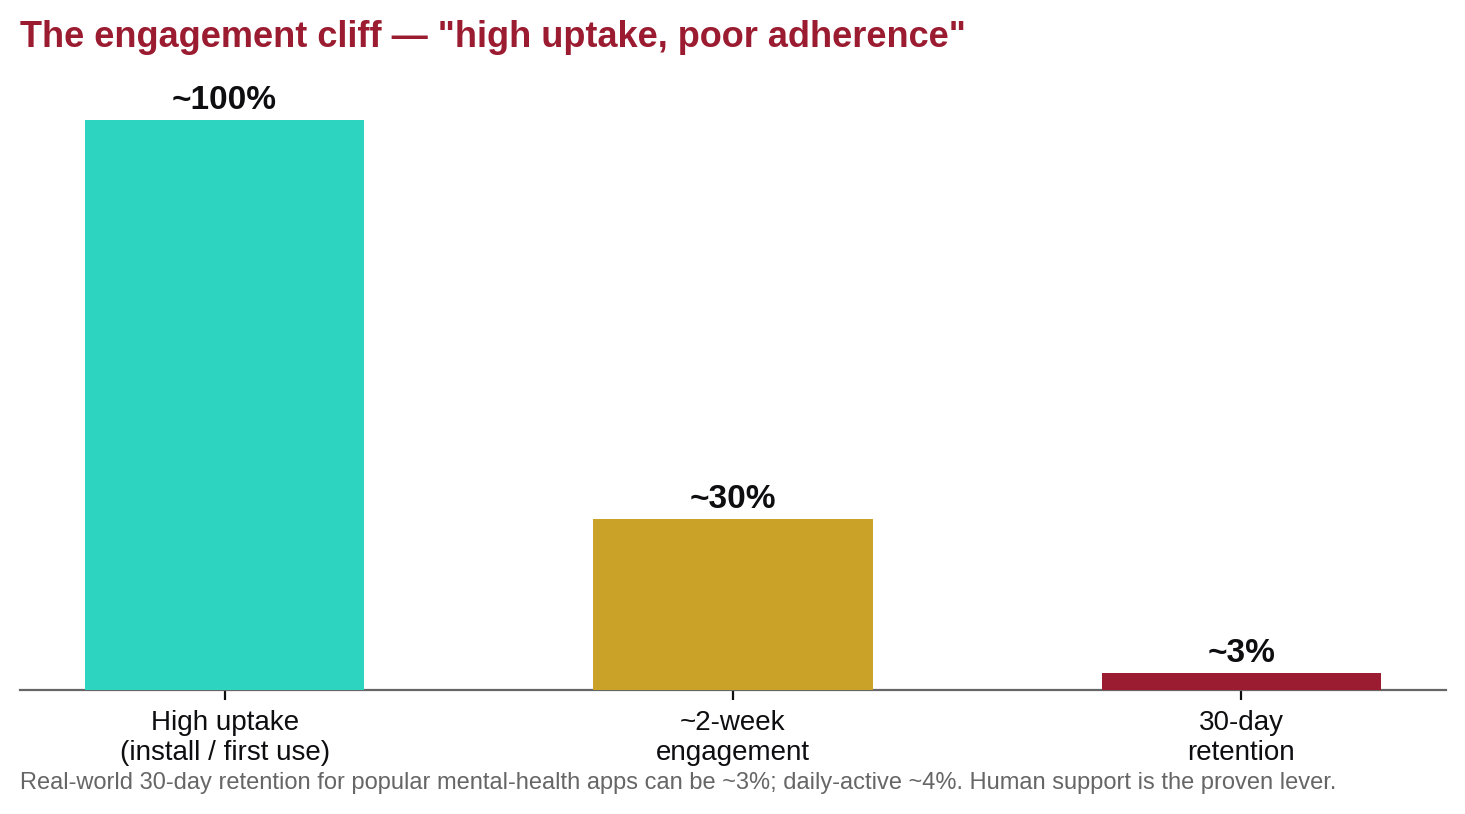 The engagement cliff — "high uptake, poor adherence"
~100%
~30%
~3%
High uptake
(install / first use)
~2-week
engagement
30-day
retention
Real-world 30-day retention for popular mental-health apps can be ~3%; daily-active ~4%. Human support is the proven lever.